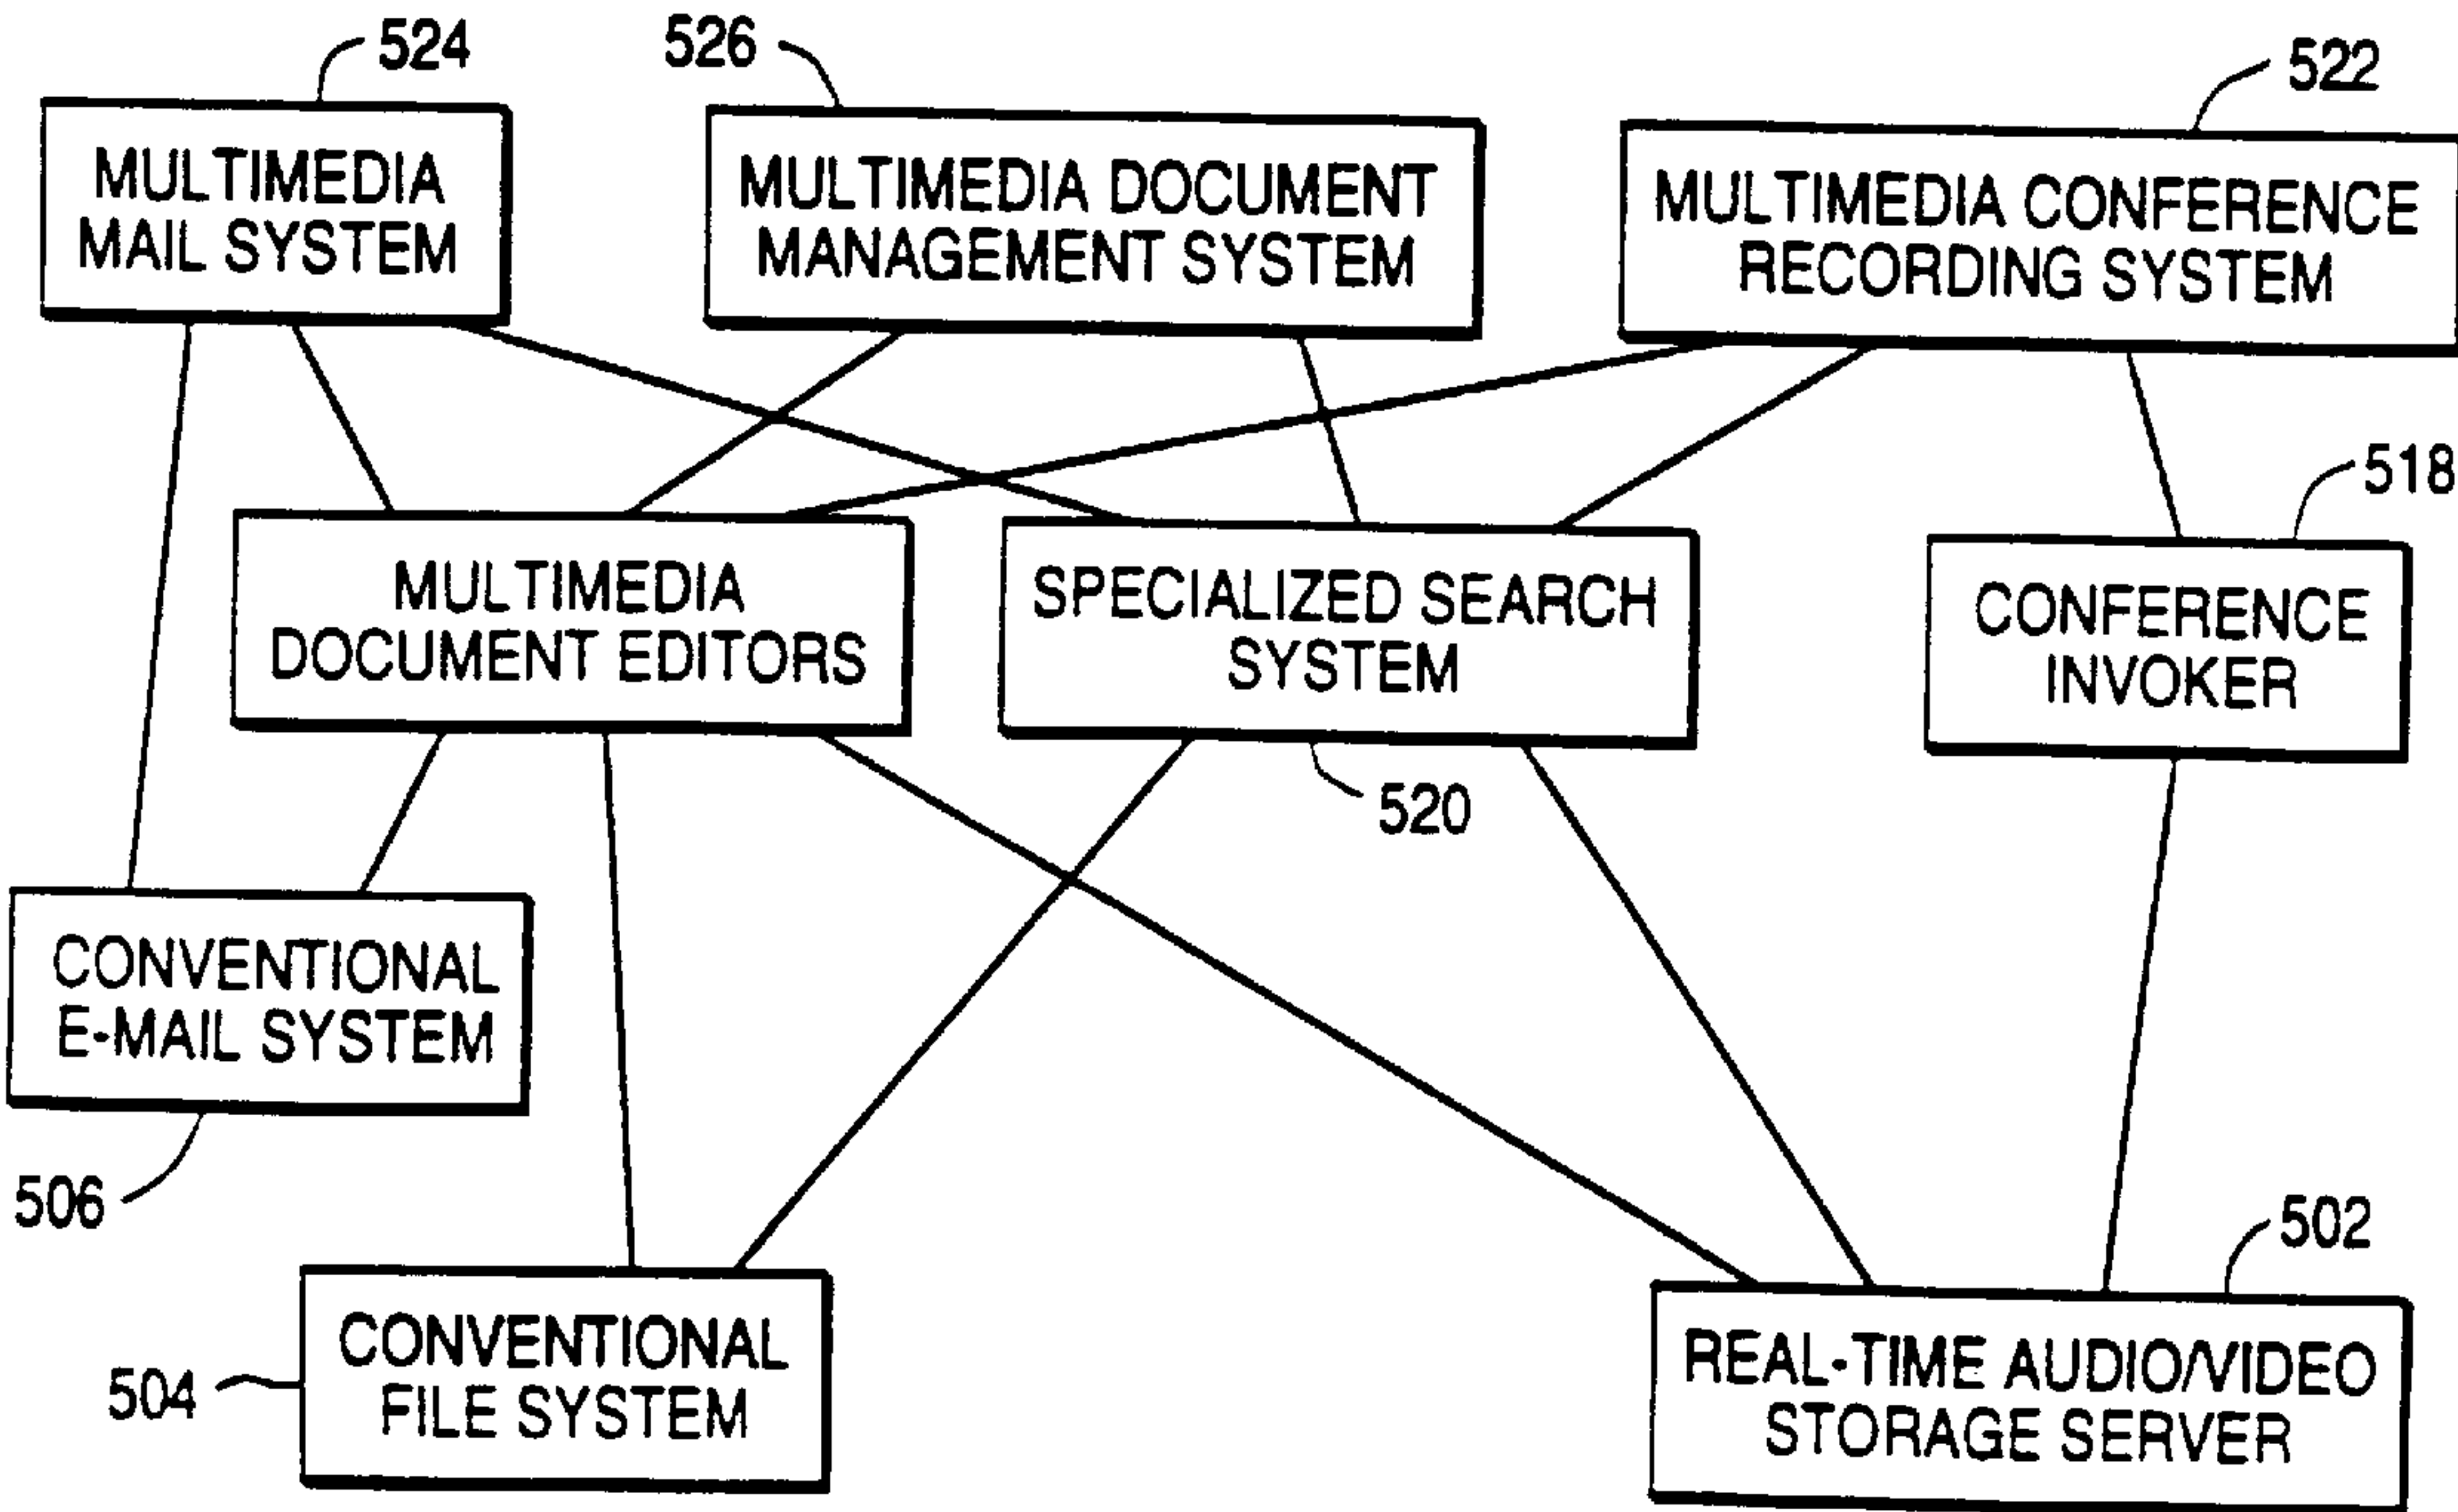 524
526
522
MULTIMEDIA
MAIL SYSTEM
MULTIMEDIA DOCUMENT
MANAGEMENT SYSTEM
MULTIMEDIA CONFERENCE
RECORDING SYSTEM
518
MULTIMEDIA
DOCUMENT EDITORS
SPECIALIZED SEARCH
SYSTEM
CONFERENCE
INVOKER
520
CONVENTIONAL
E-MAIL SYSTEM
506
502
504
CONVENTIONAL
FILE SYSTEM
REAL-TIME AUDIO/VIDEO
STORAGE SERVER